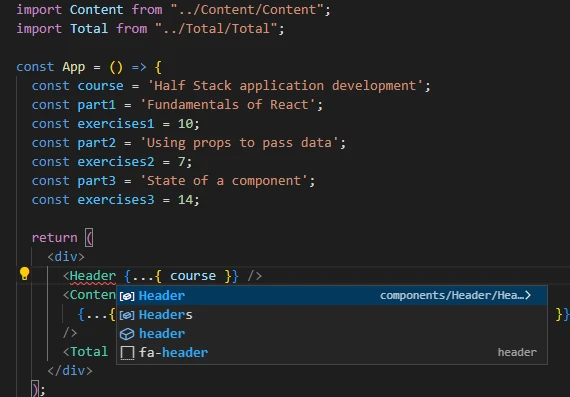 import Content from "../Content/Content";
import Total from "../Total/Total";
const App = () => {
const course = 'Half Stack application development';
const part1 = 'Fundamentals of React';
const exercises1 = 10;
const part2 = 'Using props to pass data';
const exercises2 = 7;
const part3 = 'State of a component';
const exercises3 = 14;
return (
<div>
<Header {...{ course }} />
<Conten
Header components/Header/Hea...>
{...{
Headers
}}
/>
header
<Total
fa-header header
</div>
);